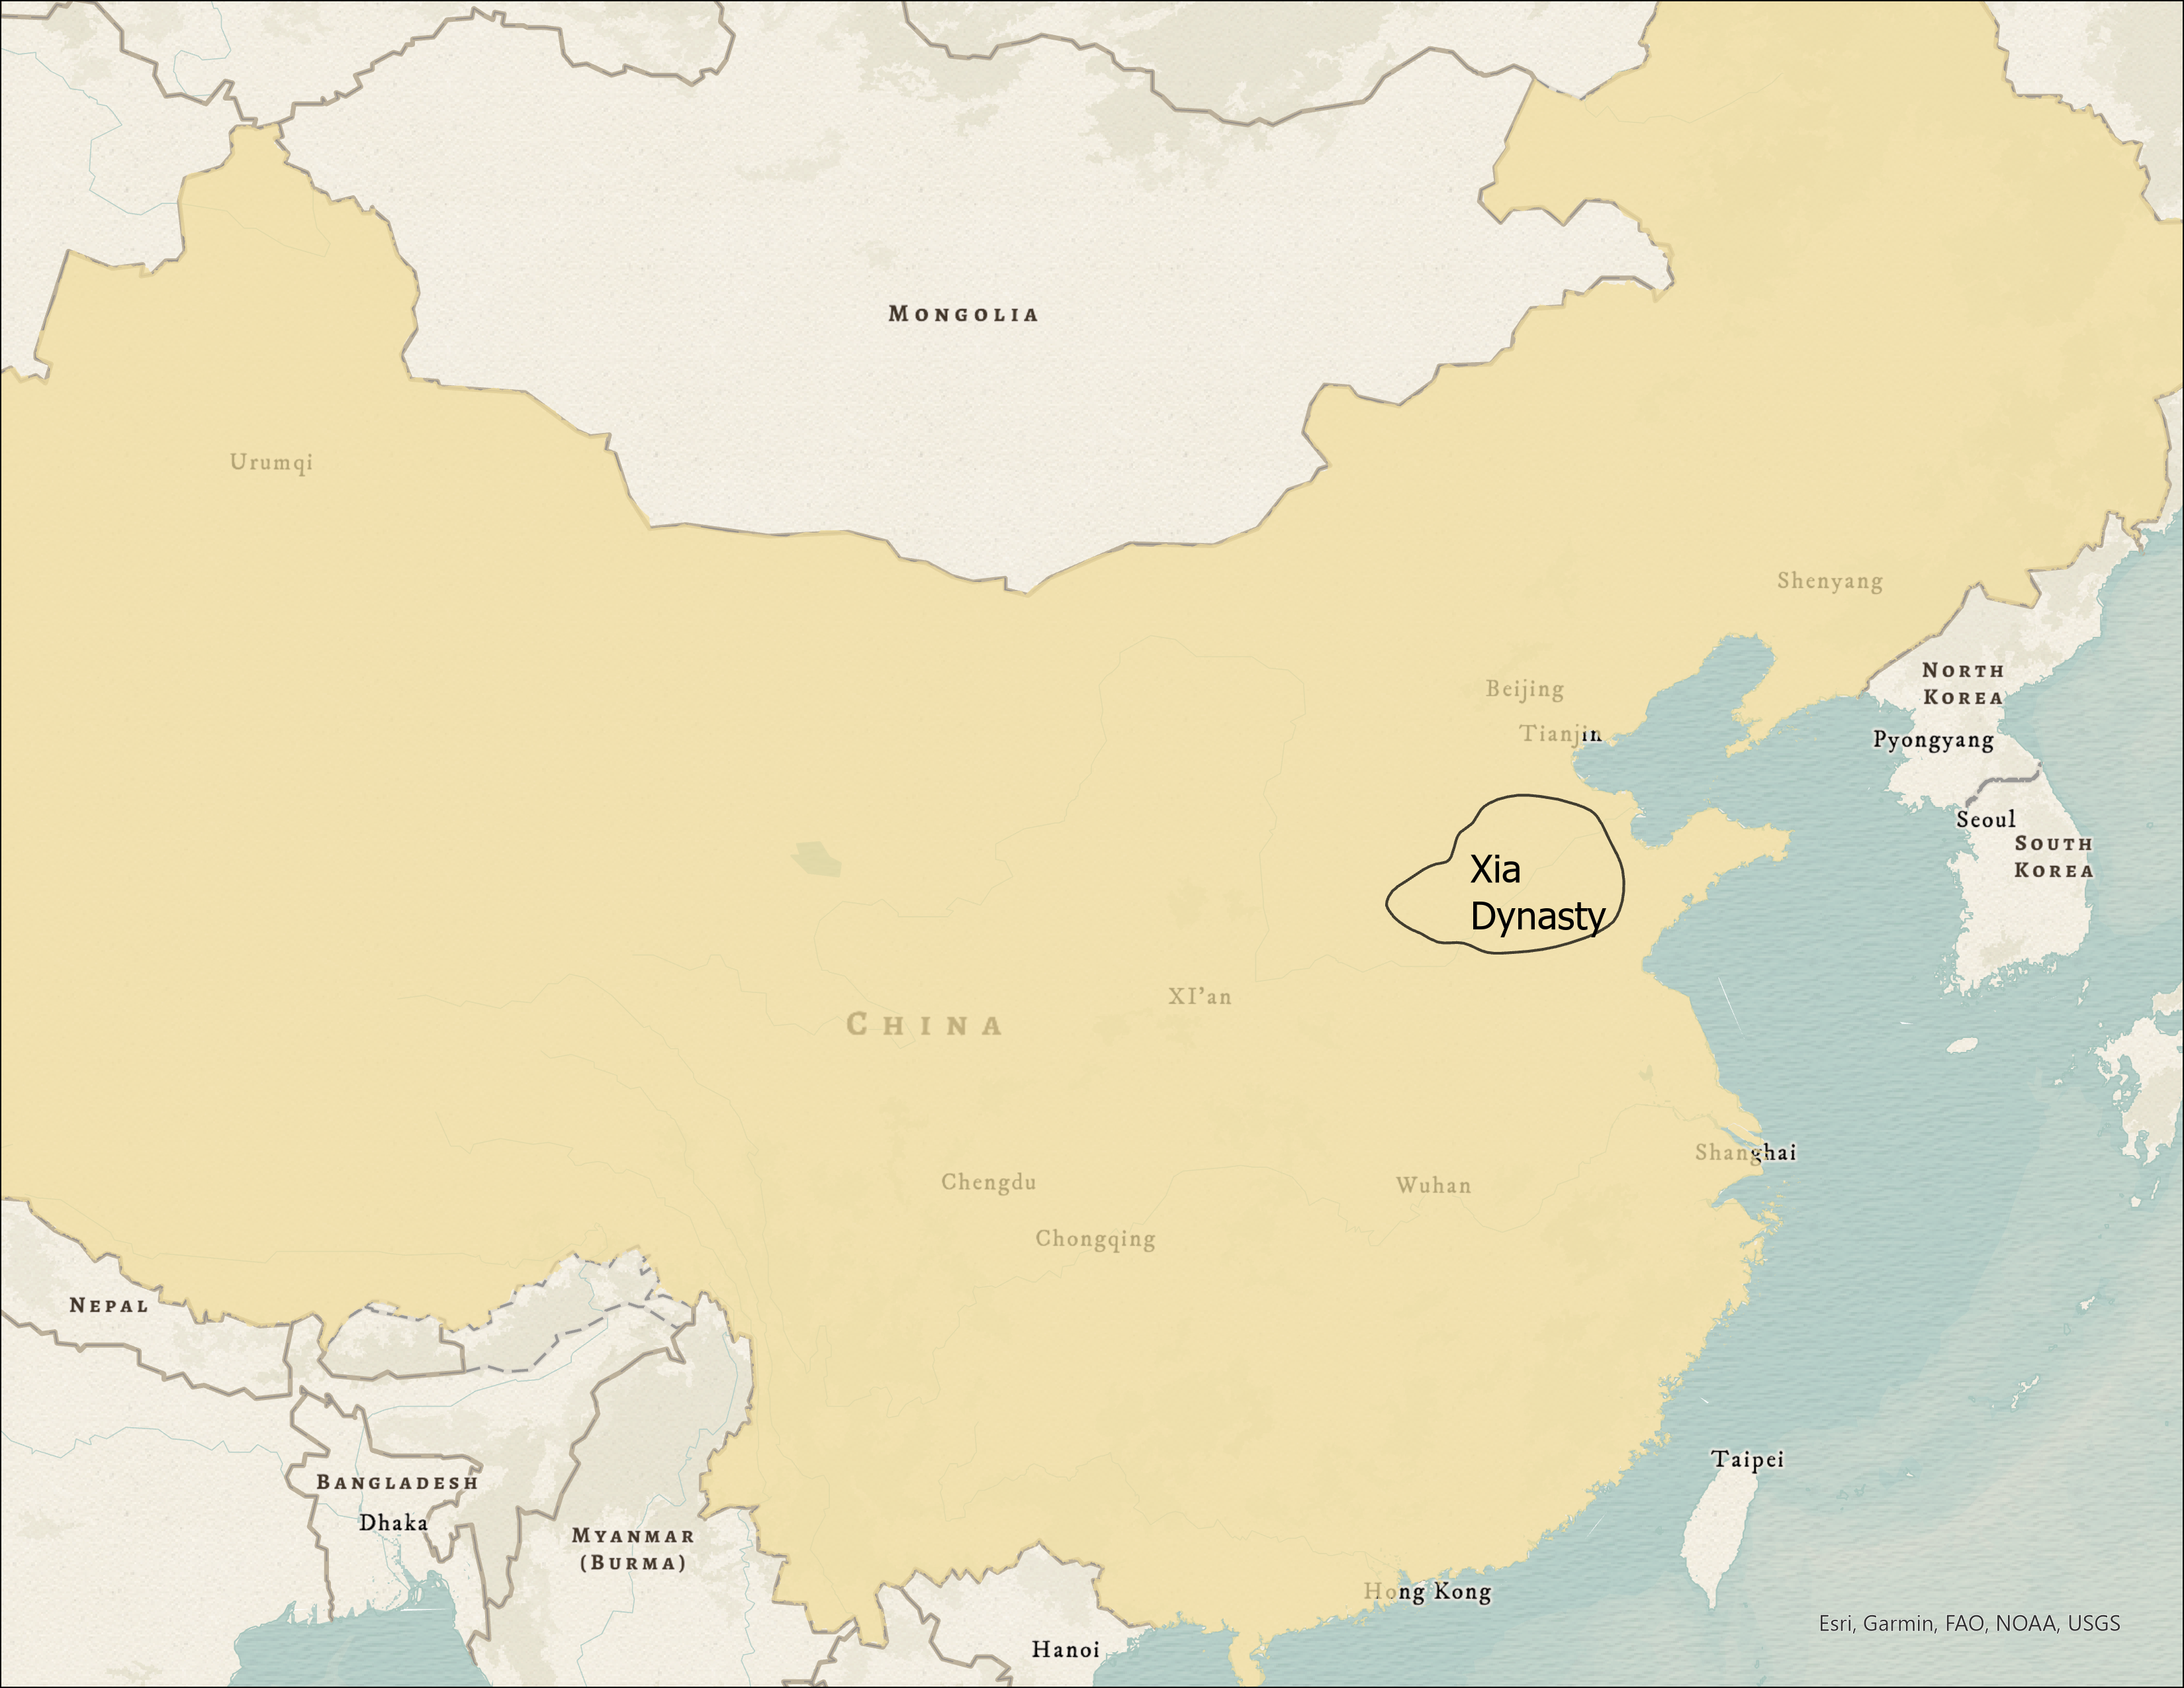 MONGOLIA
Urumqi
Shenyang
Beijing
Tianjin
NORTH
KOREA
Pyongyang
Seoul
SOUTH
KOREA
Xia
Dynasty
XI'an
CHINA
Shanghai
Chengdu
Wuhan
Chongqing
NEPAL
Taipei
BANGLADESH
Dhaka
MYANMAR
(BURMA)
Hong Kong
Hanoi
Esri, Garmin, FAO, NOAA, USGS